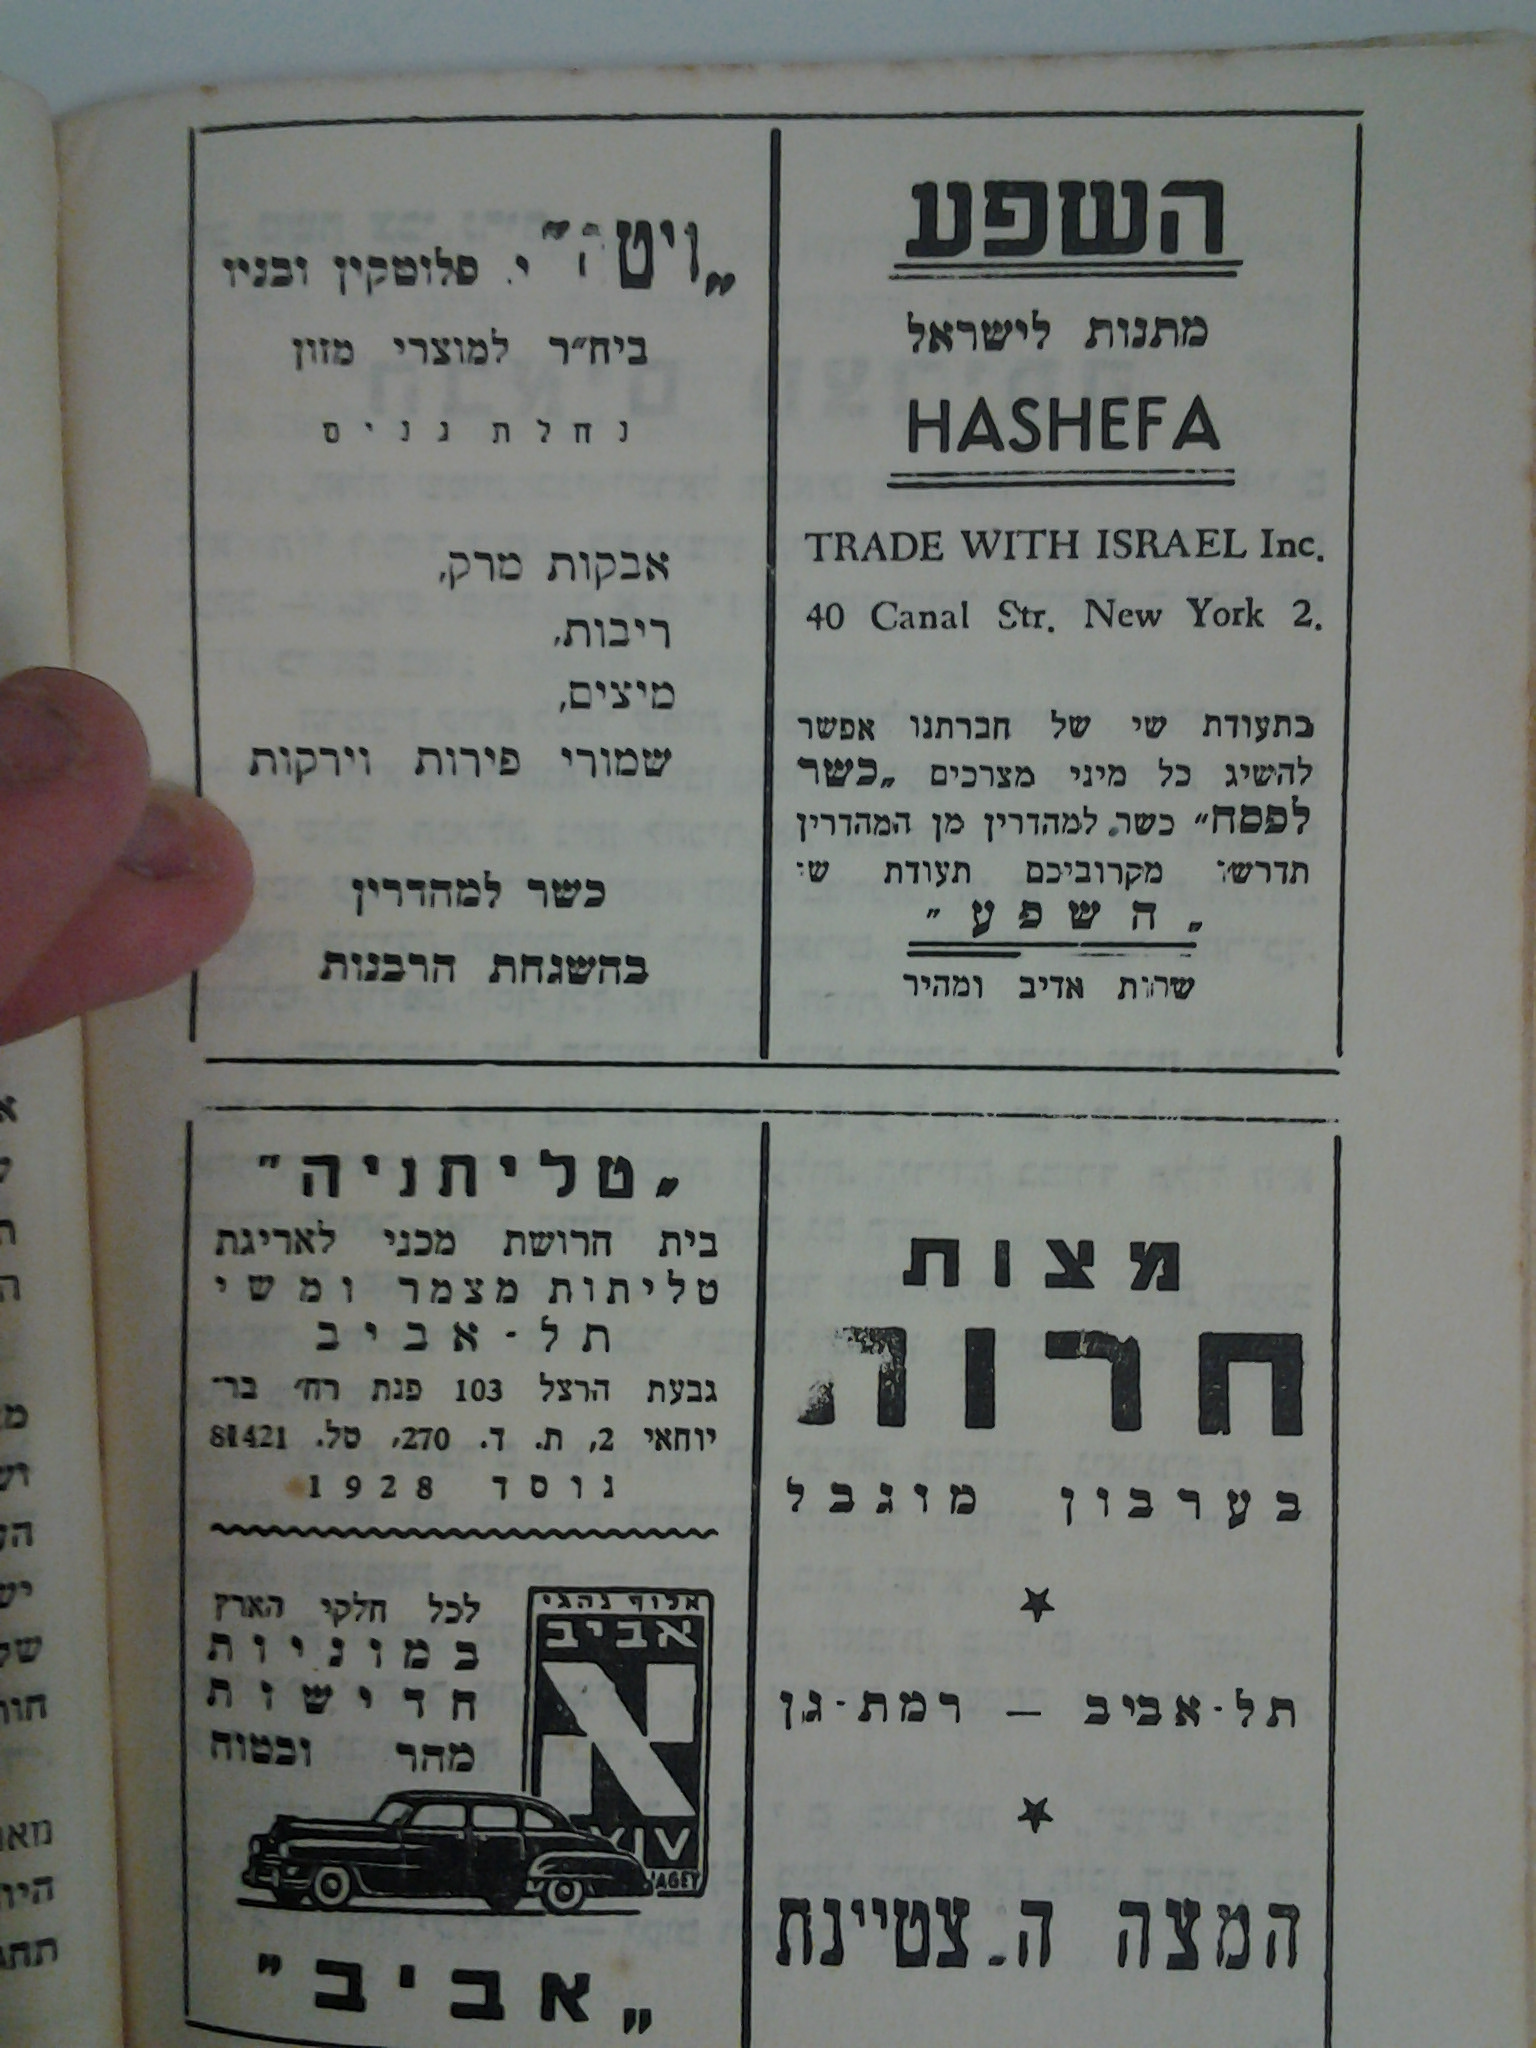 השפע
מתנות לישראל
HASHEFA
TRADE WITH ISRAEL Inc.
40 Canal Str. New York 2.
בתעודת שי של חברתנו אפשר
להשיג כל מיני מצרכים „כשר
לפסח״ כשר למהדרין מן המהדרין
תדרשו מקרוביכם תעודת שי
„השפע״
שרות אדיב ומהיר
י. פלוטקין ובניו
ביח״ר למוצרי מזון
נחלת גנים
אבקות מרק,
ריבות,
מיצים,
שמורי פירות וירקות
כשר למהדרין
בהשגחת הרבנות
מצות
חרות
בערבון מוגבל
תל-אביב — רמת-גן
המצה המצטיינת
„טליתניה״
בית חרושת מכני לאריגת
טליתות מצמר ומשי
תל-אביב
גבעת הרצל 103 פנת רח׳ בר־
יוחאי 2, ת. ד. 270, טל. 81421
נוסד 1928
לכל חלקי הארץ
במוניות
חדישות
מהר ובטוח
אביב
א
„אביב״